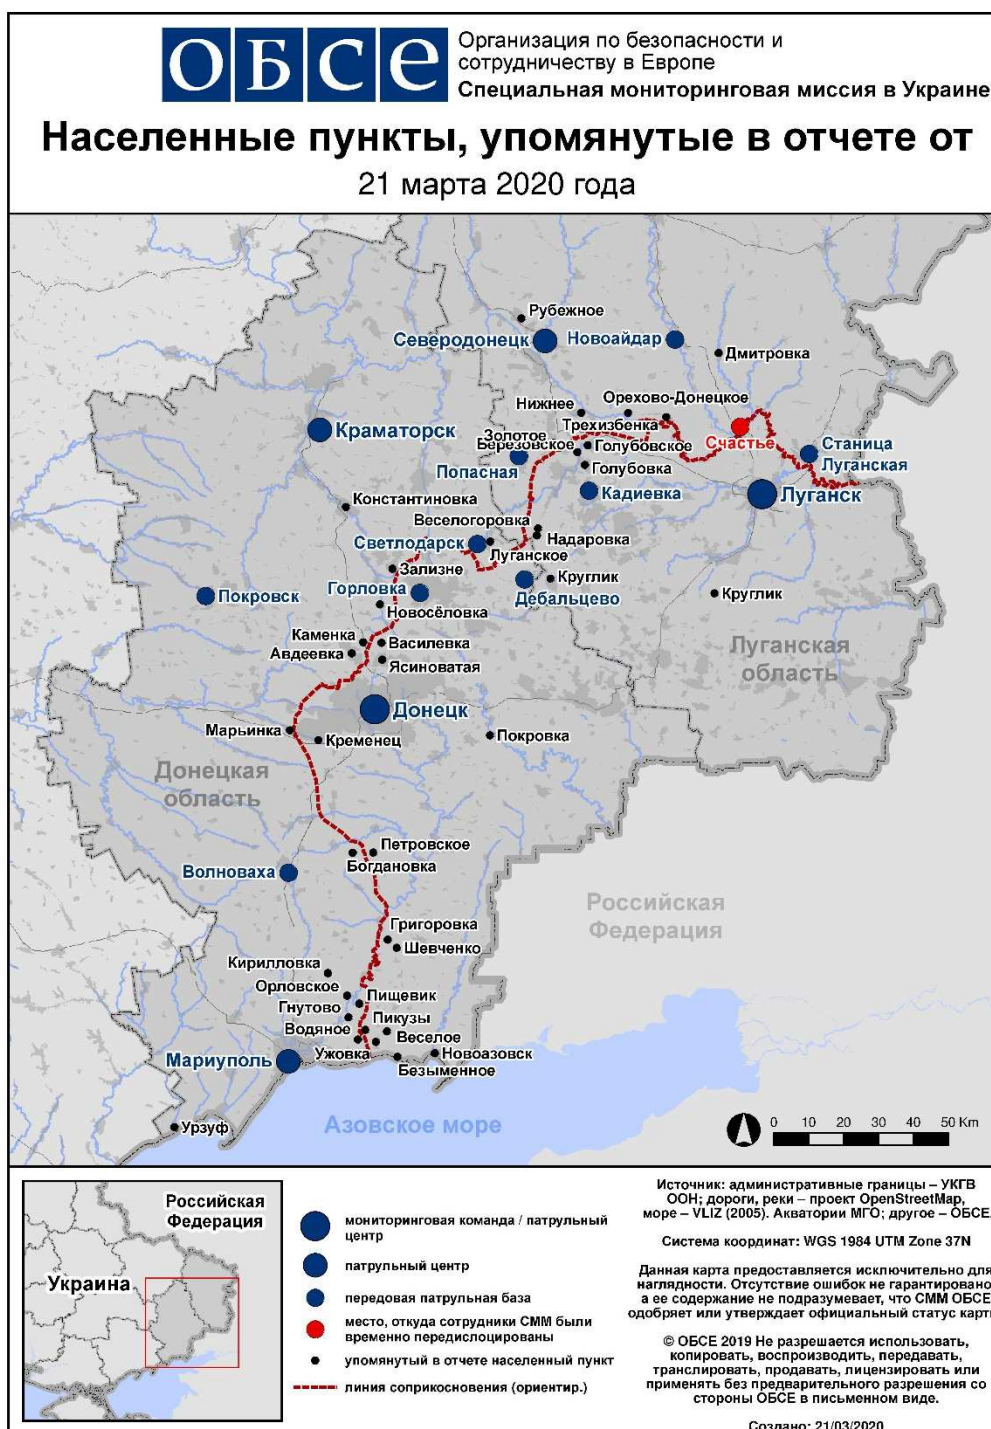 ОБСЕ
Организация по безопасности и
сотрудничеству в Европе
Специальная мониторинговая миссия в Украине
Населенные пункты, упомянутые в отчете от
21 марта 2020 года
Рубежное
Северодонецк
Новоайдар
Дмитровка
Нижнее
Орехово-Донецкое
Трехизбенка
Краматорск
Золотое
Березовское
Голубовское
Счастье
Станица
Луганская
Попасная
Голубовка
Кадиевка
Луганск
Константиновка
Веселогоровка
Светлодарск
Надаровка
Луганское
Зализне
Круглик
Горловка
Дебальцево
Покровск
Круглик
Новосёловка
Каменка
Василевка
Авдеевка
Ясиноватая
Луганская
область
Донецк
Марьинка
Кременец
Покровка
Донецкая
область
Петровское
Богдановка
Волноваха
Российская
Федерация
Григоровка
Шевченко
Кирилловка
Орловское
Пищевик
Гнутово
Пикузы
Водяное
Веселое
Ужовка
Новоазовск
Мариуполь
Безыменное
Урзуф
Азовское море
0 10 20 30 40 50 Km
Российская
Федерация
Украина
мониторинговая команда / патрульный
центр
патрульный центр
передовая патрульная база
место, откуда сотрудники СММ были
временно передислоцированы
упомянутый в отчете населенный пункт
линия соприкосновения (ориентир.)
Источник: административные границы – УКГВ
ООН; дороги, реки – проект OpenStreetMap,
море – VLIZ (2005). Акватории МГО; другое – ОБСЕ.
Система координат: WGS 1984 UTM Zone 37N
Данная карта предоставляется исключительно для
наглядности. Отсутствие ошибок не гарантировано,
а ее содержание не подразумевает, что СММ ОБСЕ
одобряет или утверждает официальный статус карты
© ОБСЕ 2019 Не разрешается использовать,
копировать, воспроизводить, передавать,
транслировать, продавать, лицензировать или
применять без предварительного разрешения со
стороны ОБСЕ в письменном виде.
Создано: 21/03/2020